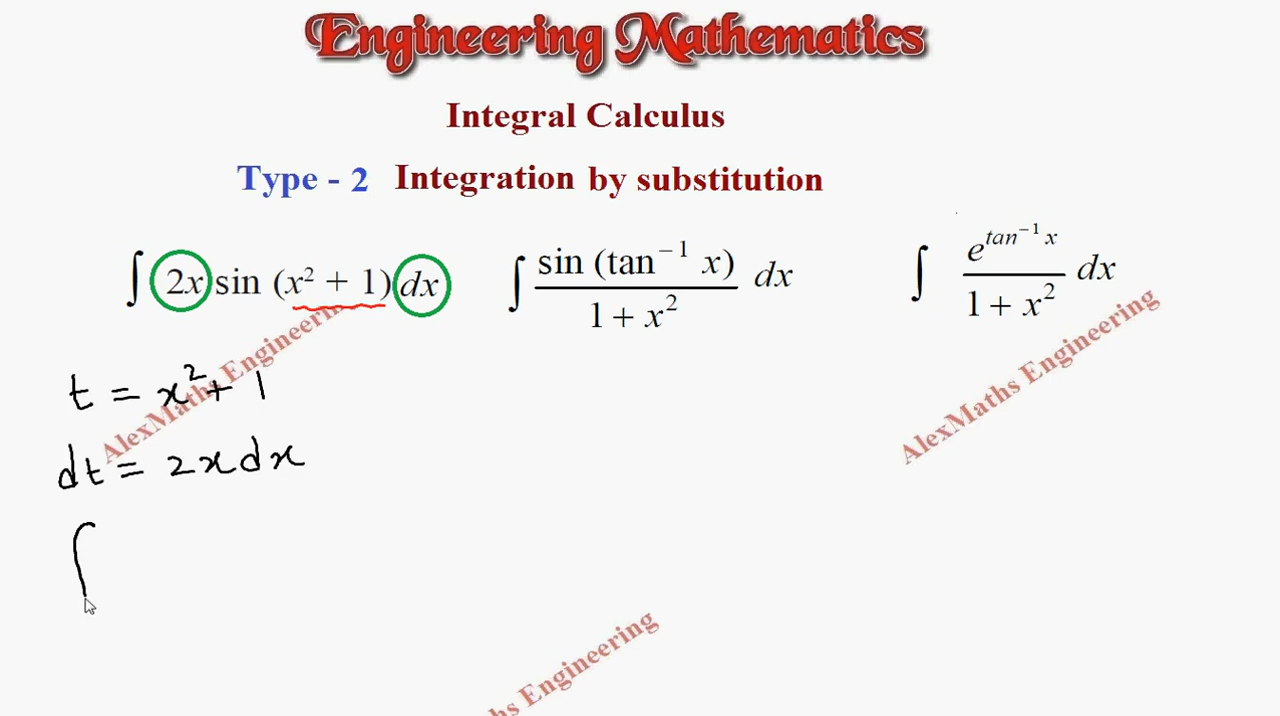 Engineering Mathematics
Integral Calculus
Type - 2 Integration by substitution
∫ 2x sin (x² + 1) dx
∫ sin (tan⁻¹ x) / 1 + x² dx
∫ e^(tan⁻¹ x) / 1 + x² dx
t = x² + 1
dt = 2x dx
∫
AlexMaths Engineering
AlexMaths Engineering
hs Engineering